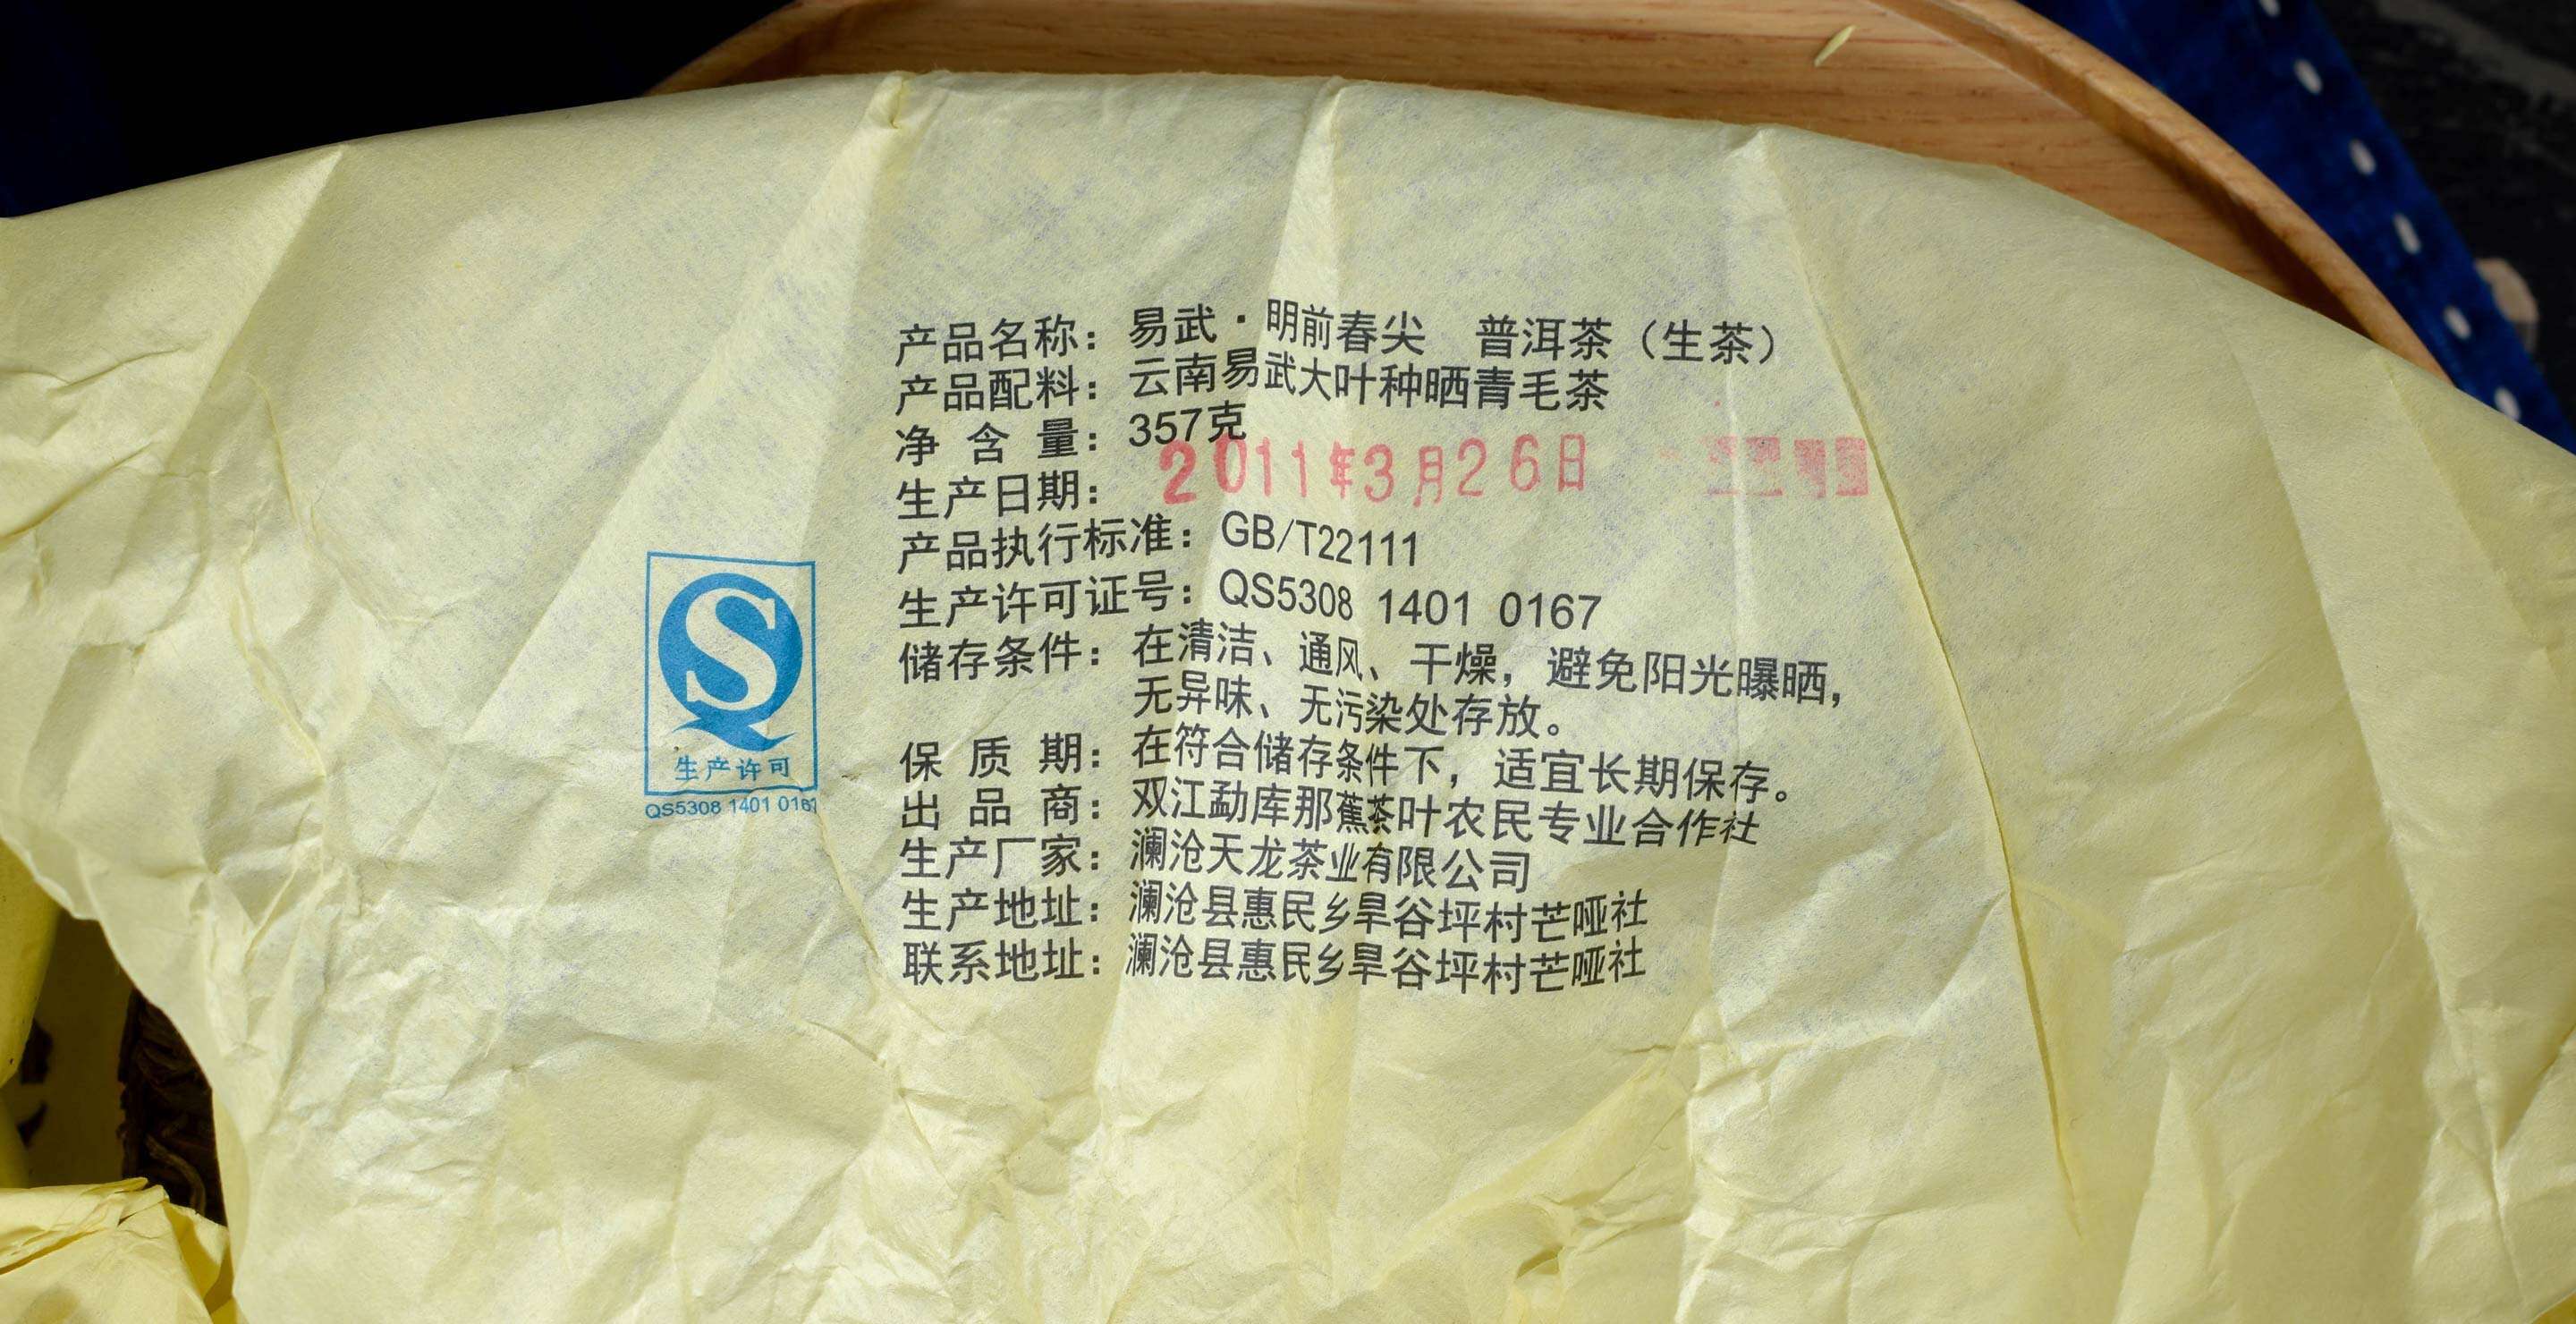 产品名称：易武·明前春尖 普洱茶（生茶）
产品配料：云南易武大叶种晒青毛茶
净含量：357克
生产日期：2011年3月26日
产品执行标准：GB/T22111
生产许可证号：QS5308 1401 0167
储存条件：在清洁、通风、干燥，避免阳光曝晒，
无异味、无污染处存放。
保质期：在符合储存条件下，适宜长期保存。
出品商：双江勐库那蕉茶叶农民专业合作社
生产厂家：澜沧天龙茶业有限公司
生产地址：澜沧县惠民乡旱谷坪村芒哑社
联系地址：澜沧县惠民乡旱谷坪村芒哑社
QS
生产许可
QS5308 1401 0167